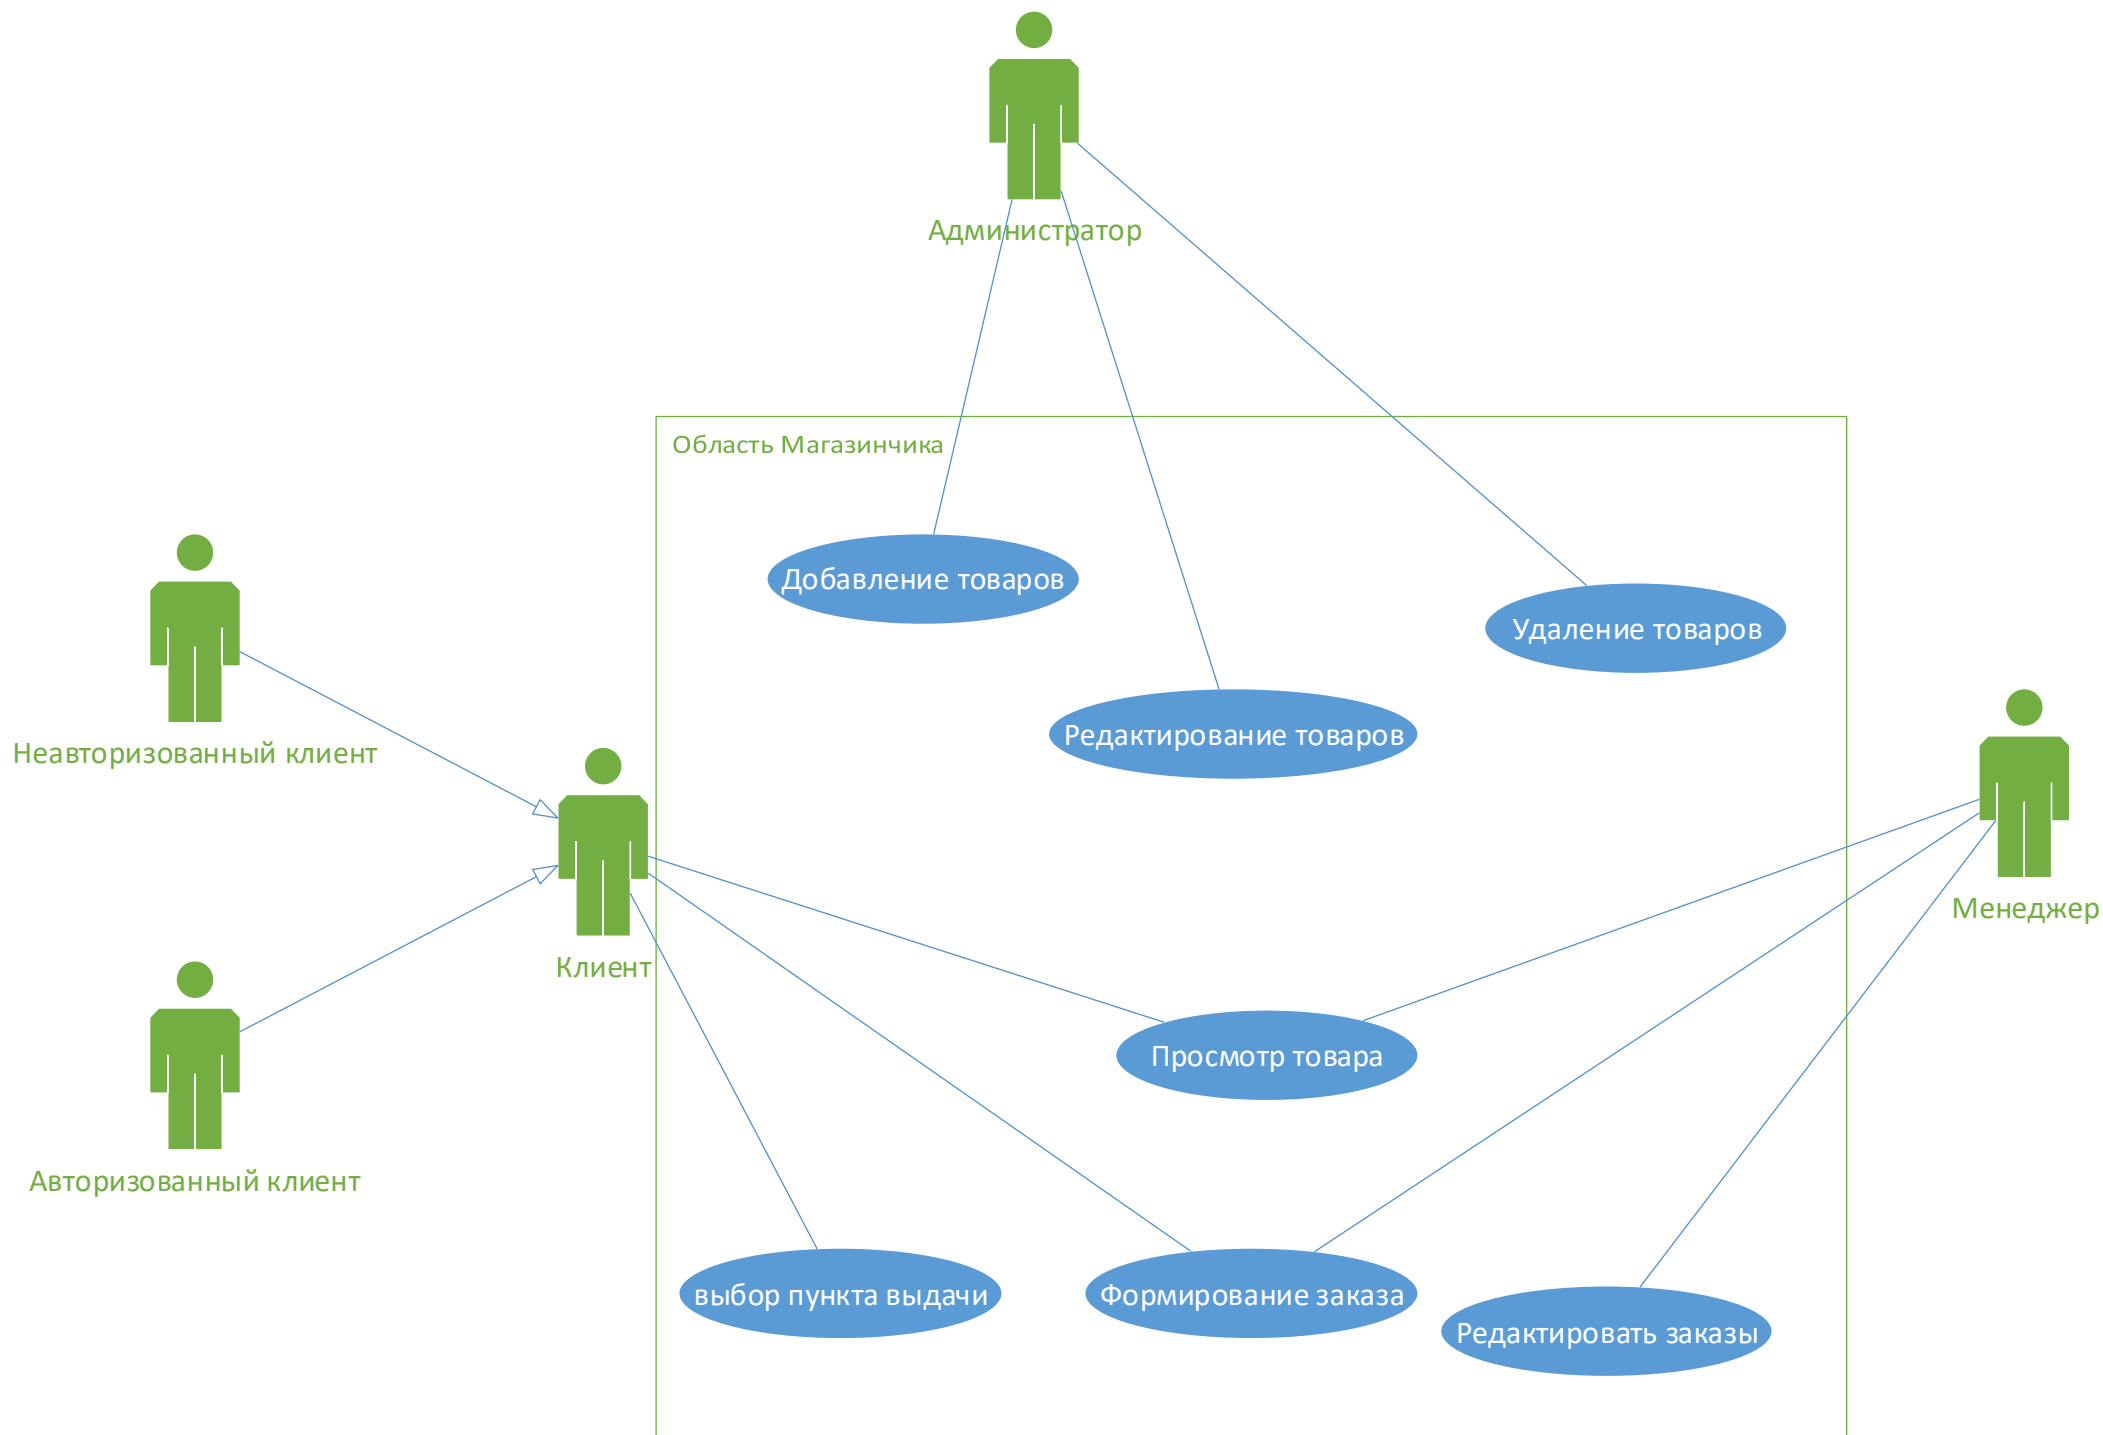 Администратор
Область Магазинчика
Добавление товаров
Удаление товаров
Редактирование товаров
Неавторизованный клиент
Клиент
Менеджер
Просмотр товара
Авторизованный клиент
выбор пункта выдачи
Формирование заказа
Редактировать заказы